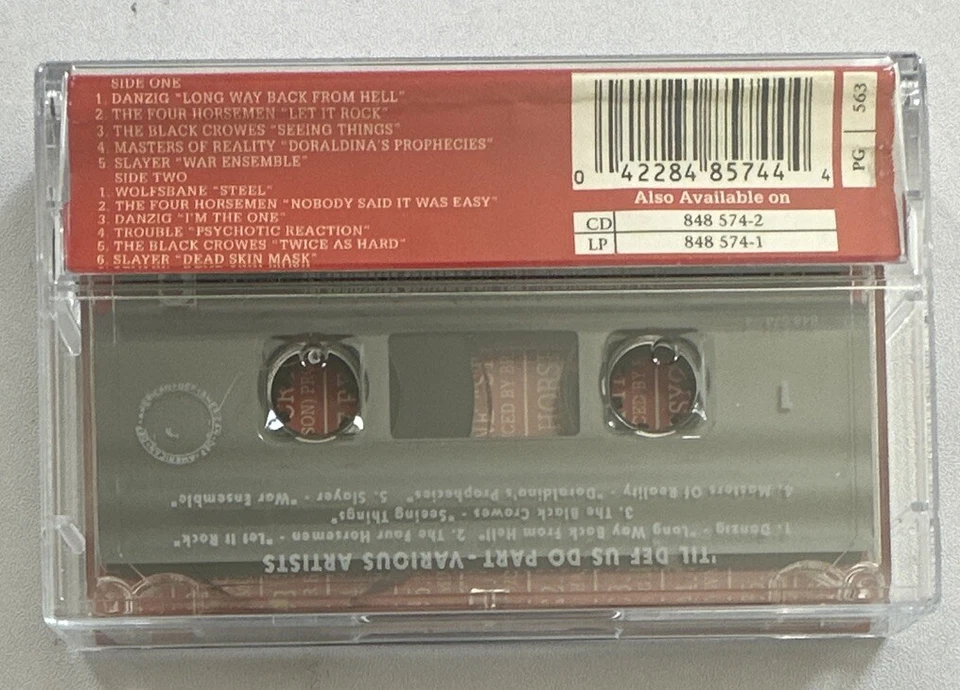 SIDE ONE
1. DANZIG "LONG WAY BACK FROM HELL"
2. THE FOUR HORSEMEN "LET IT ROCK"
3. THE BLACK CROWES "SEEING THINGS"
4. MASTERS OF REALITY "DORALDINA'S PROPHECIES"
5. SLAYER "WAR ENSEMBLE"
SIDE TWO
1. WOLFSBANE "STEEL"
2. THE FOUR HORSEMEN "NOBODY SAID IT WAS EASY"
3. DANZIG "I'M THE ONE"
4. TROUBLE "PSYCHOTIC REACTION"
5. THE BLACK CROWES "TWICE AS HARD"
6. SLAYER "DEAD SKIN MASK"
0 42284 85744 4
Also Available on
CD 848 574-2
LP 848 574-1
PG 563
1
'TIL DEF US DO PART - VARIOUS ARTISTS
1. Danzig - "Long Way Back From Hell" 2. The Four Horsemen - "Let It Rock"
3. The Black Crowes - "Seeing Things"
4. Masters Of Reality - "Doraldina's Prophecies" 5. Slayer - "War Ensemble"